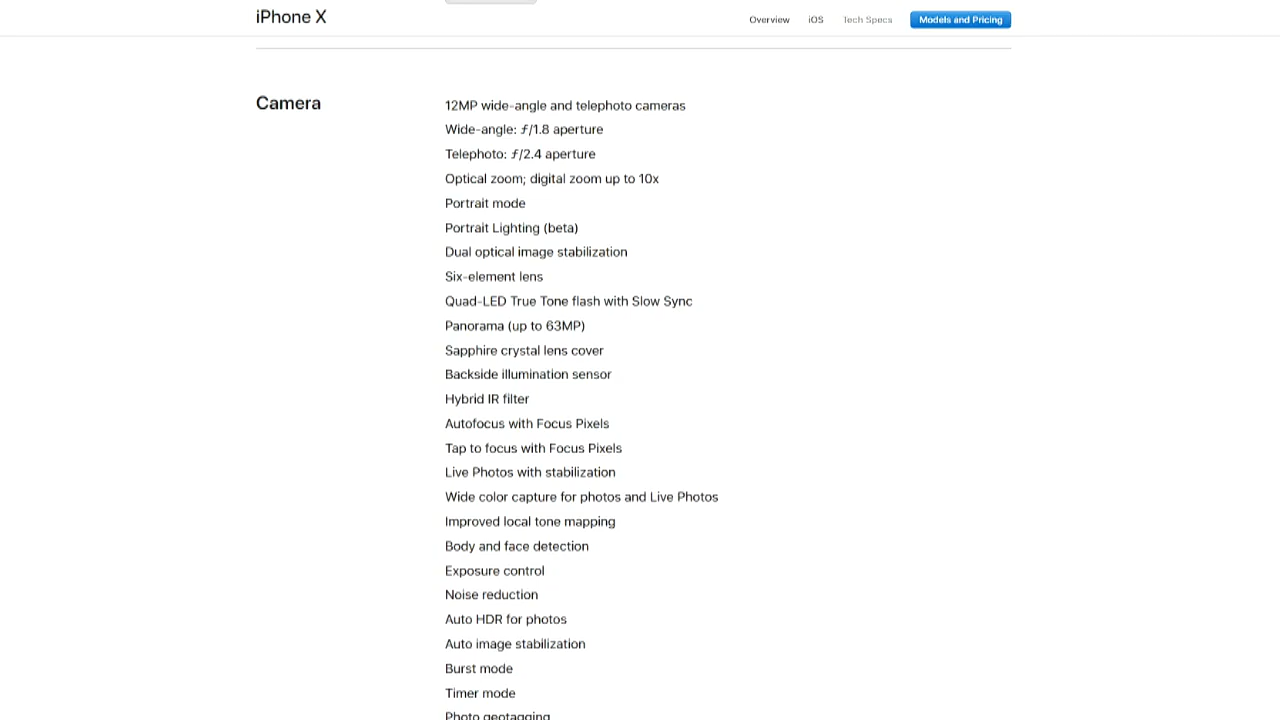 iPhone X
Overview iOS Tech Specs Models and Pricing
Camera
12MP wide-angle and telephoto cameras
Wide-angle: ƒ/1.8 aperture
Telephoto: ƒ/2.4 aperture
Optical zoom; digital zoom up to 10x
Portrait mode
Portrait Lighting (beta)
Dual optical image stabilization
Six-element lens
Quad-LED True Tone flash with Slow Sync
Panorama (up to 63MP)
Sapphire crystal lens cover
Backside illumination sensor
Hybrid IR filter
Autofocus with Focus Pixels
Tap to focus with Focus Pixels
Live Photos with stabilization
Wide color capture for photos and Live Photos
Improved local tone mapping
Body and face detection
Exposure control
Noise reduction
Auto HDR for photos
Auto image stabilization
Burst mode
Timer mode
Photo geotagging